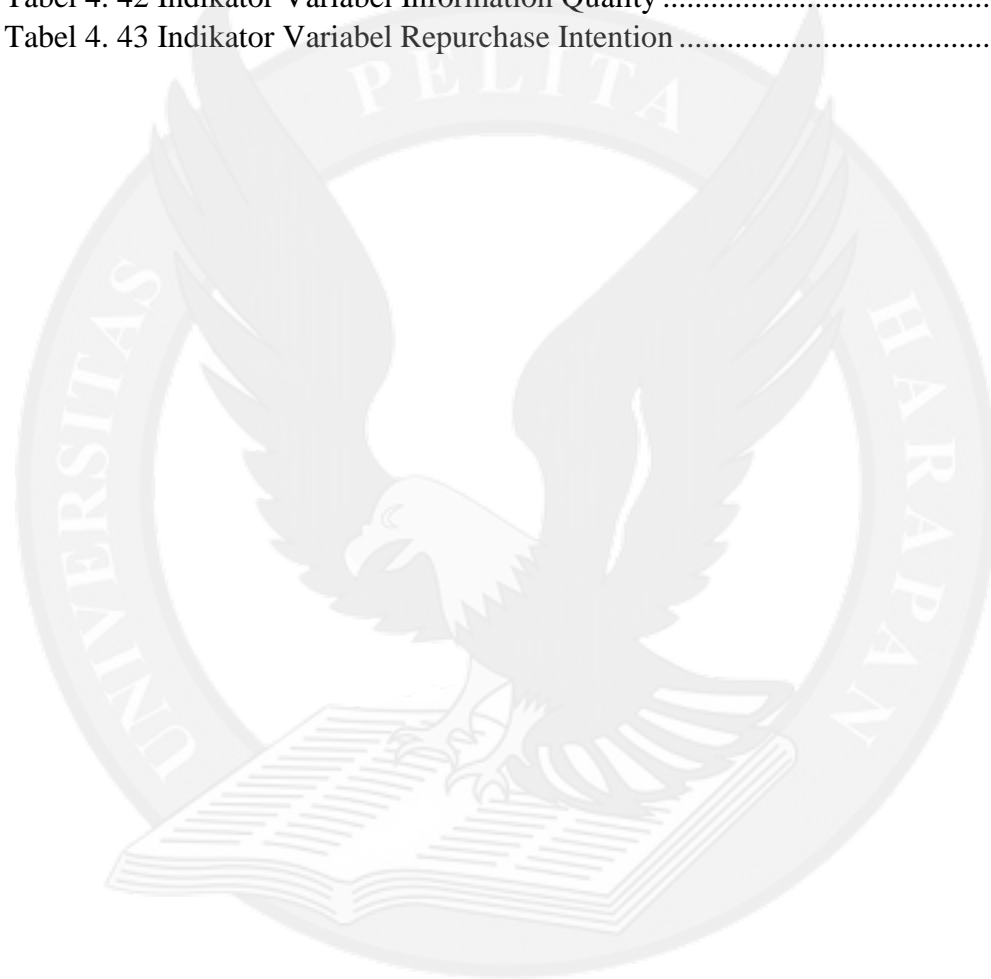 Tabel 4. 42 Indikator Variabel Information Quality ........................................
Tabel 4. 43 Indikator Variabel Repurchase Intention ......................................
UNIVERSITAS PELITA HARAPAN